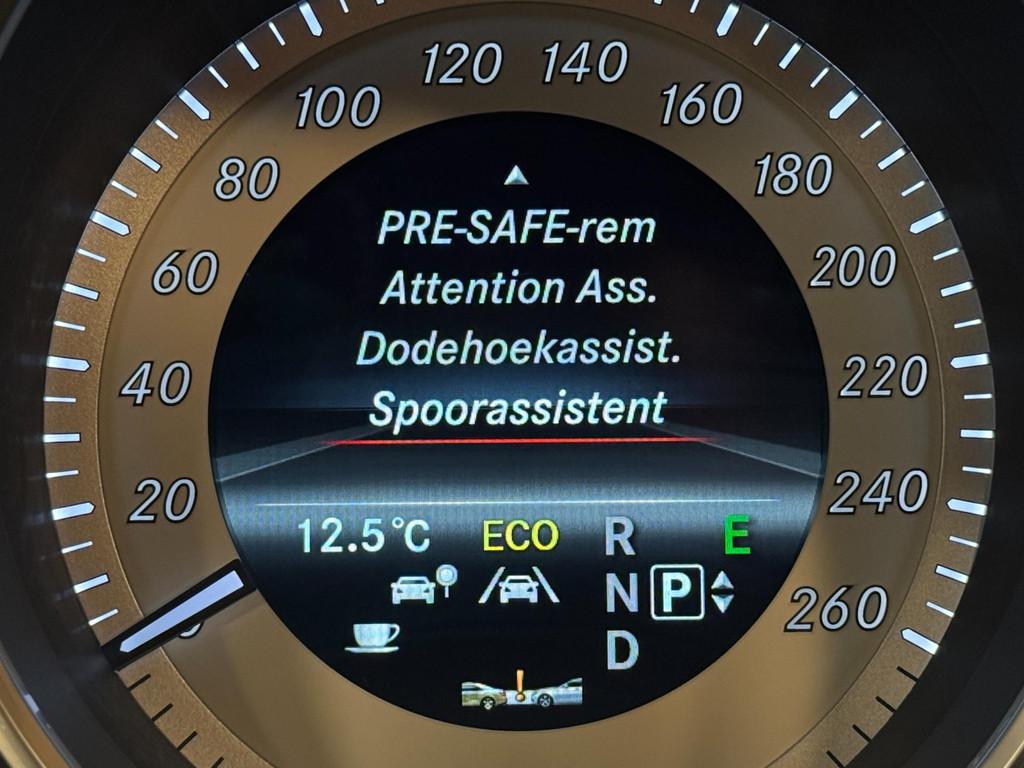 120 140
100 160
80 180
60 200
40 220
20 240
260
PRE-SAFE-rem
Attention Ass.
Dodehoekassist.
Spoorassistent
12.5°C ECO R E
N P
D